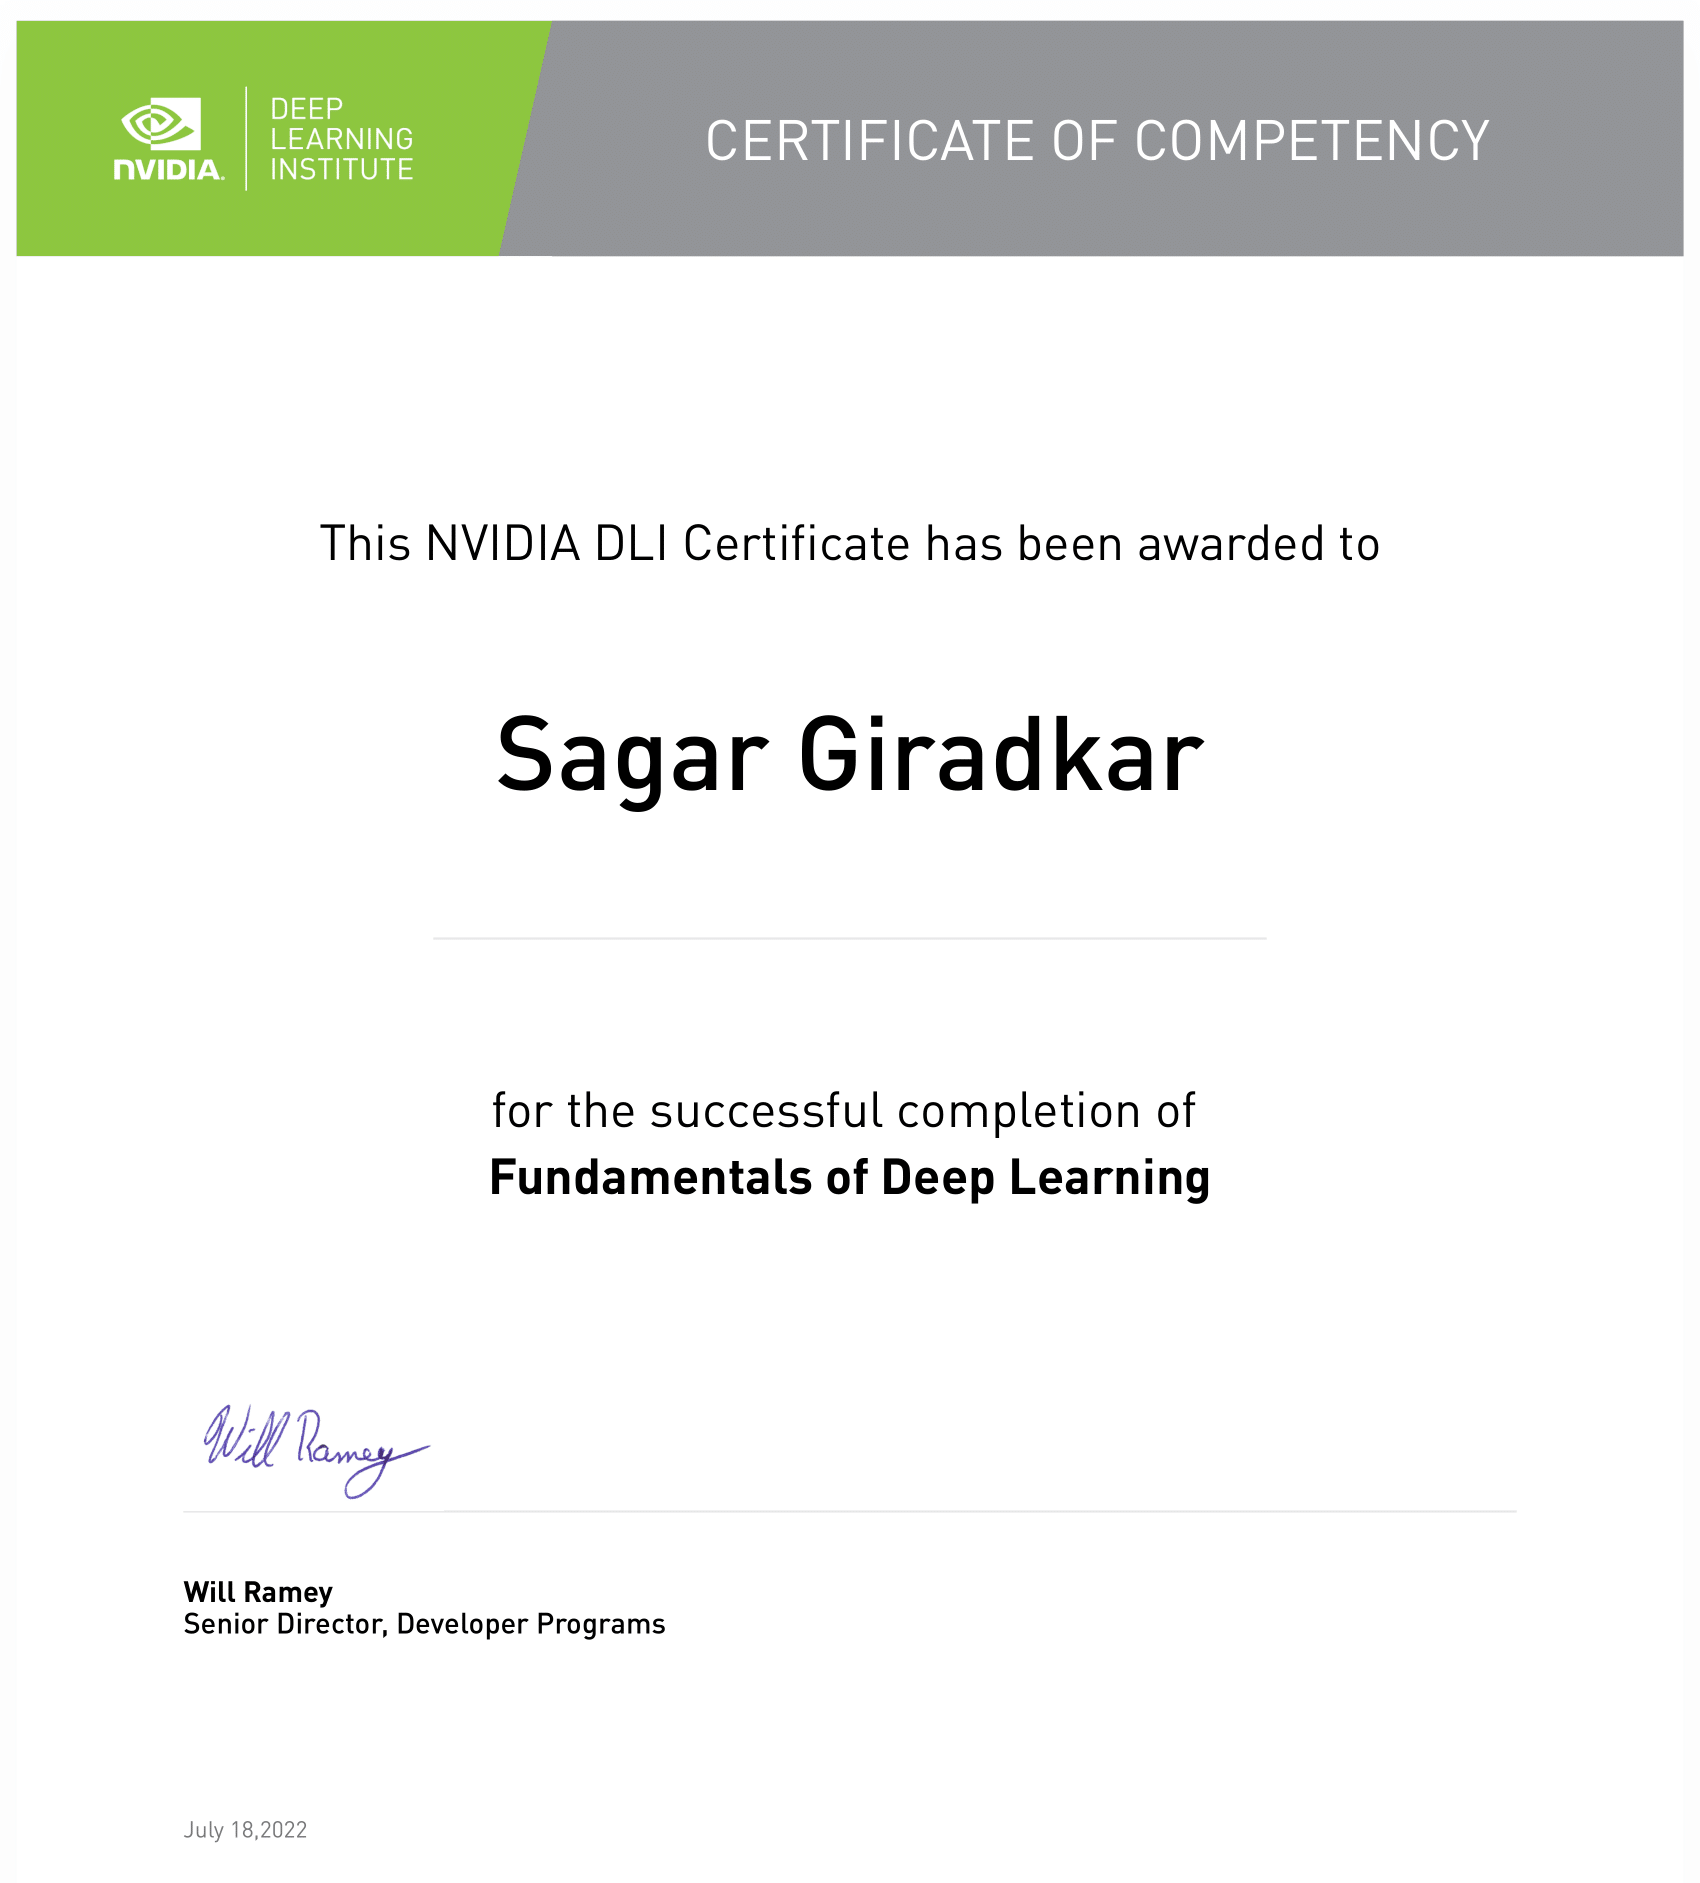 NVIDIA.
DEEP
LEARNING
INSTITUTE
CERTIFICATE OF COMPETENCY
This NVIDIA DLI Certificate has been awarded to
Sagar Giradkar
for the successful completion of
Fundamentals of Deep Learning
Will Ramey
Will Ramey
Senior Director, Developer Programs
July 18,2022